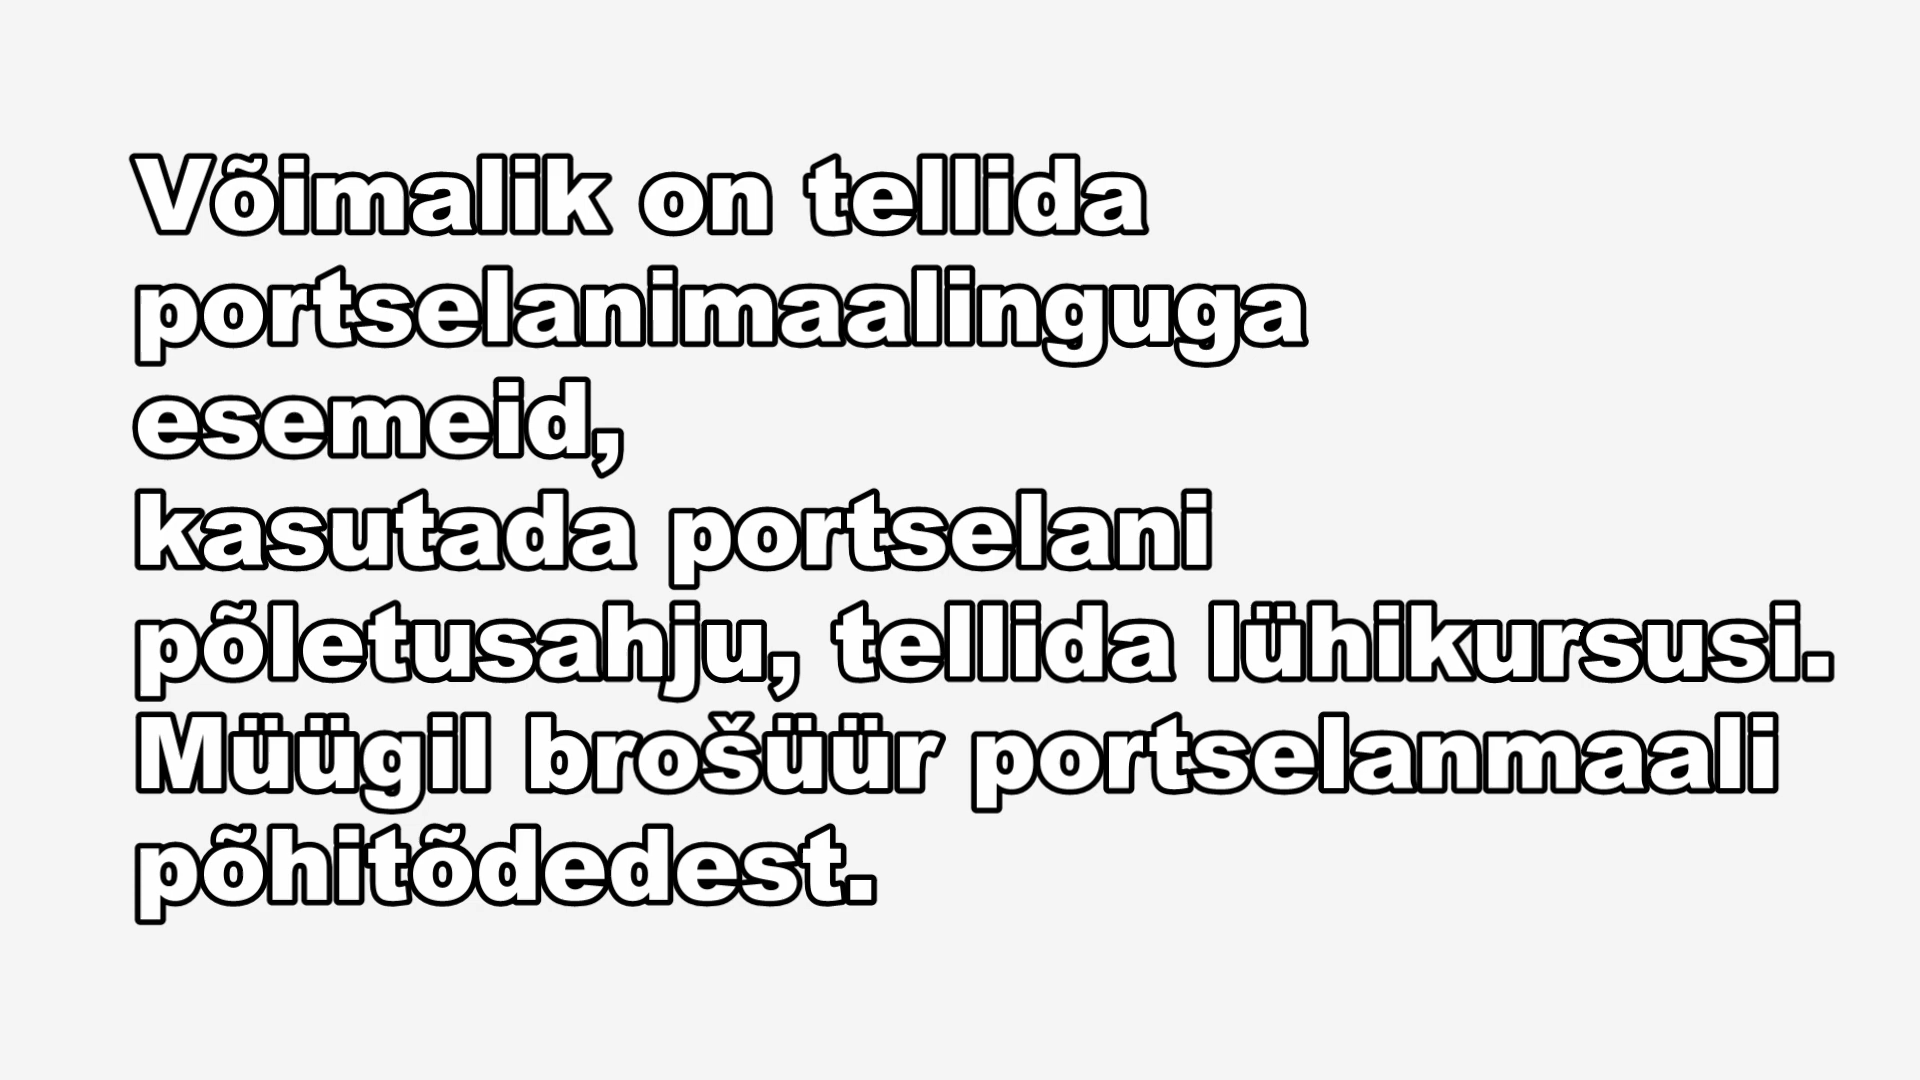 Võimalik on tellida
portselanimaalinguga
esemeid,
kasutada portselani
põletusahju, tellida lühikursusi.
Müügil brošüür portselanmaali
põhitõdedest.